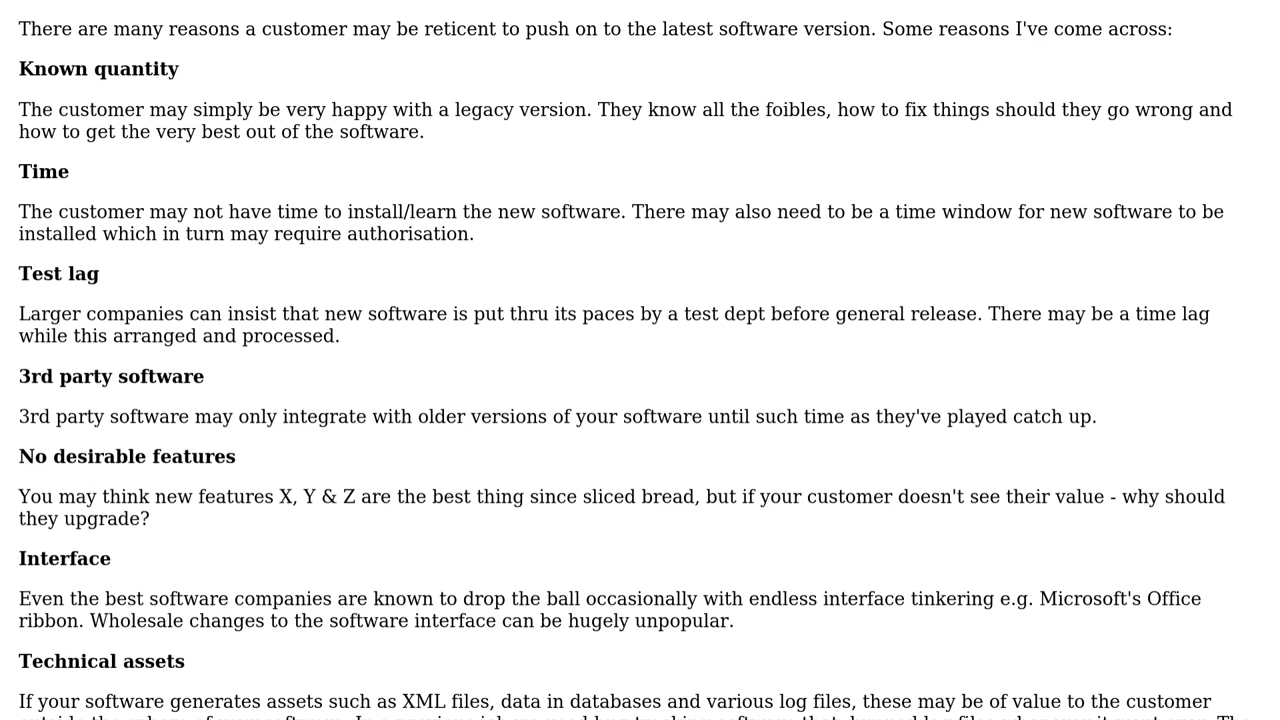 There are many reasons a customer may be reticent to push on to the latest software version. Some reasons I've come across:
Known quantity
The customer may simply be very happy with a legacy version. They know all the foibles, how to fix things should they go wrong and
how to get the very best out of the software.
Time
The customer may not have time to install/learn the new software. There may also need to be a time window for new software to be
installed which in turn may require authorisation.
Test lag
Larger companies can insist that new software is put thru its paces by a test dept before general release. There may be a time lag
while this arranged and processed.
3rd party software
3rd party software may only integrate with older versions of your software until such time as they've played catch up.
No desirable features
You may think new features X, Y & Z are the best thing since sliced bread, but if your customer doesn't see their value - why should
they upgrade?
Interface
Even the best software companies are known to drop the ball occasionally with endless interface tinkering e.g. Microsoft's Office
ribbon. Wholesale changes to the software interface can be hugely unpopular.
Technical assets
If your software generates assets such as XML files, data in databases and various log files, these may be of value to the customer